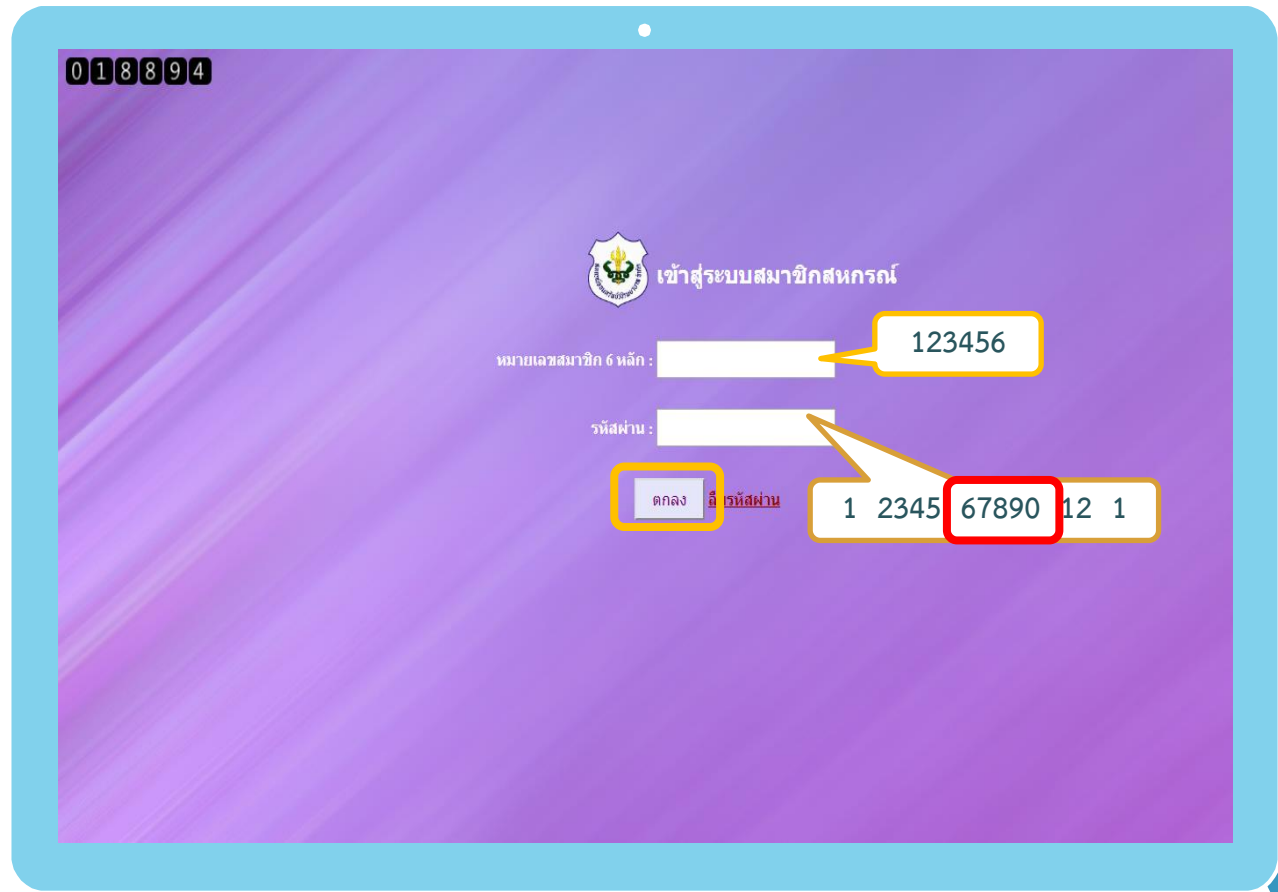 018894
เข้าสู่ระบบสมาชิกสหกรณ์
หมายเลขสมาชิก 6 หลัก :
123456
รหัสผ่าน :
ตกลง
รหัสผ่าน
1 2345 67890 12 1